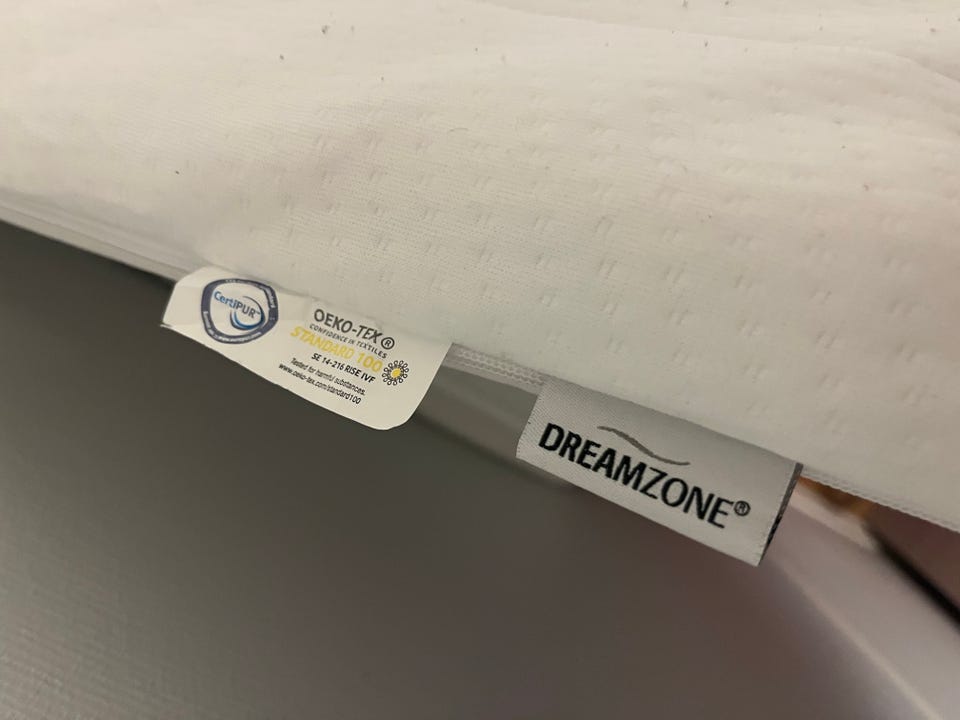 CertiPUR™
OEKO-TEX®
CONFIDENCE IN TEXTILES
STANDARD 100
SE 14-216 RISE IVF
Tested for harmful substances.
www.oeko-tex.com/standard100
DREAMZONE®